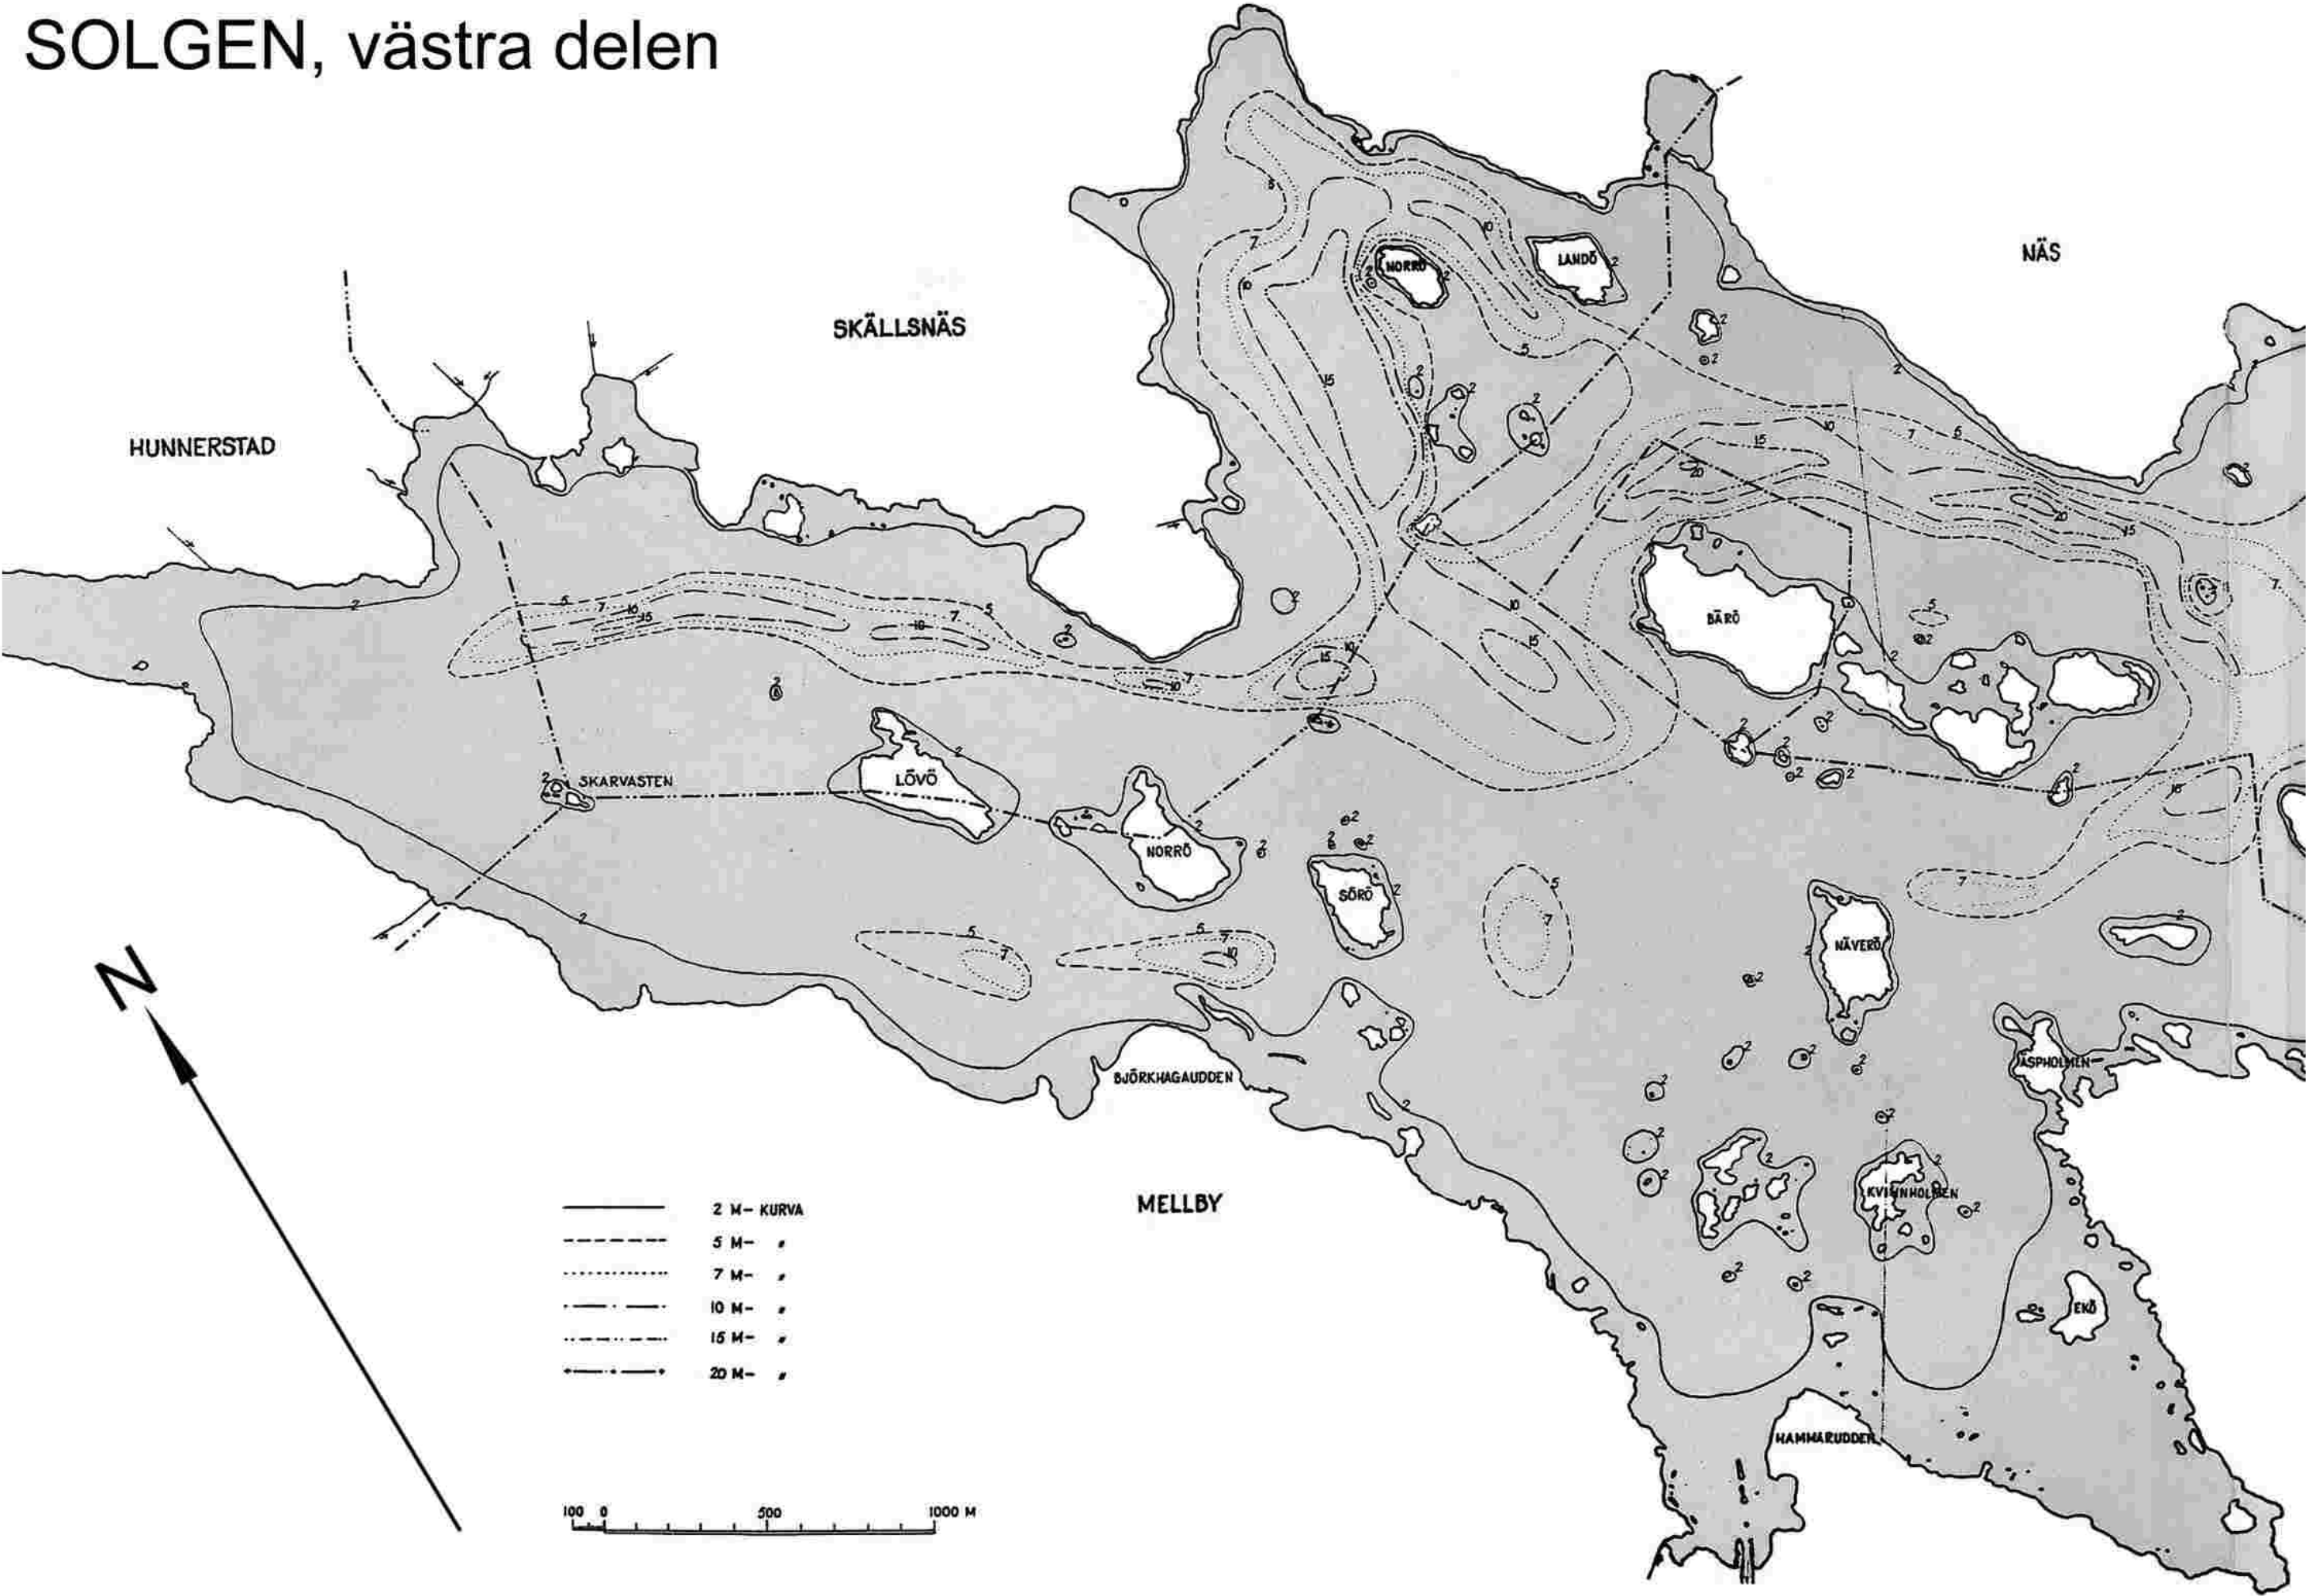 SOLGEN, västra delen
NÄS
NORRÖ
LANDÖ
SKÄLLSNÄS
HUNNERSTAD
BÄRÖ
SKARVASTEN
LÖVÖ
NORRÖ
SÖRÖ
NÄVERÖ
N
ÄSPHOLMEN
BJÖRKHAGAUDDEN
MELLBY
KVINNHOLMEN
EKÖ
HAMMARUDDEN
2 M- KURVA
5 M- "
7 M- "
10 M- "
15 M- "
20 M- "
100 0 500 1000 M